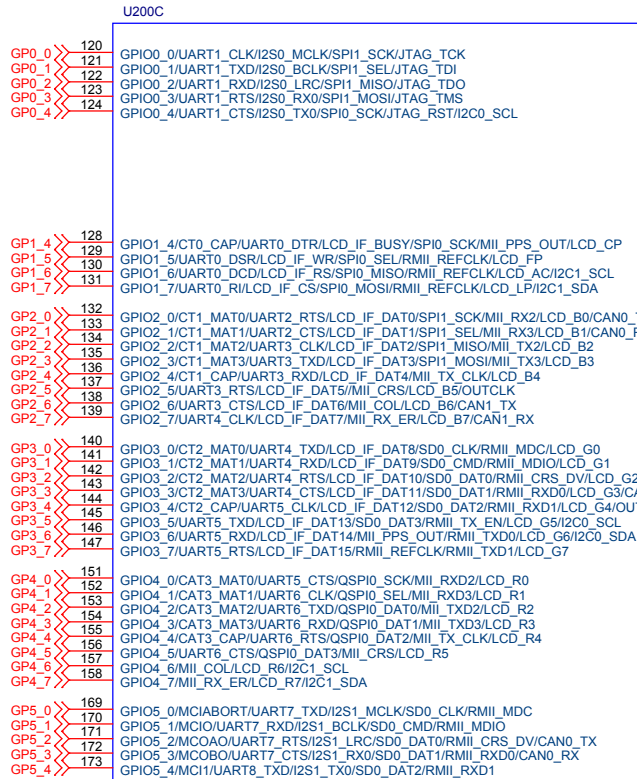 U200C
GP0_0 120 GPIO0_0/UART1_CLK/I2S0_MCLK/SPI1_SCK/JTAG_TCK
GP0_1 121 GPIO0_1/UART1_TXD/I2S0_BCLK/SPI1_SEL/JTAG_TDI
GP0_2 122 GPIO0_2/UART1_RXD/I2S0_LRC/SPI1_MISO/JTAG_TDO
GP0_3 123 GPIO0_3/UART1_RTS/I2S0_RX0/SPI1_MOSI/JTAG_TMS
GP0_4 124 GPIO0_4/UART1_CTS/I2S0_TX0/SPI0_SCK/JTAG_RST/I2C0_SCL
GP1_4 128 GPIO1_4/CT0_CAP/UART0_DTR/LCD_IF_BUSY/SPI0_SCK/MII_PPS_OUT/LCD_CP
GP1_5 129 GPIO1_5/UART0_DSR/LCD_IF_WR/SPI0_SEL/RMII_REFCLK/LCD_FP
GP1_6 130 GPIO1_6/UART0_DCD/LCD_IF_RS/SPI0_MISO/RMII_REFCLK/LCD_AC/I2C1_SCL
GP1_7 131 GPIO1_7/UART0_RI/LCD_IF_CS/SPI0_MOSI/RMII_REFCLK/LCD_LP/I2C1_SDA
GP2_0 132 GPIO2_0/CT1_MAT0/UART2_RTS/LCD_IF_DAT0/SPI1_SCK/MII_RX2/LCD_B0/CAN0_
GP2_1 133 GPIO2_1/CT1_MAT1/UART2_CTS/LCD_IF_DAT1/SPI1_SEL/MII_RX3/LCD_B1/CAN0_
GP2_2 134 GPIO2_2/CT1_MAT2/UART3_CLK/LCD_IF_DAT2/SPI1_MISO/MII_TX2/LCD_B2
GP2_3 135 GPIO2_3/CT1_MAT3/UART3_TXD/LCD_IF_DAT3/SPI1_MOSI/MII_TX3/LCD_B3
GP2_4 136 GPIO2_4/CT1_CAP/UART3_RXD/LCD_IF_DAT4/MII_TX_CLK/LCD_B4
GP2_5 137 GPIO2_5/UART3_RTS/LCD_IF_DAT5//MII_CRS/LCD_B5/OUTCLK
GP2_6 138 GPIO2_6/UART3_CTS/LCD_IF_DAT6/MII_COL/LCD_B6/CAN1_TX
GP2_7 139 GPIO2_7/UART4_CLK/LCD_IF_DAT7/MII_RX_ER/LCD_B7/CAN1_RX
GP3_0 140 GPIO3_0/CT2_MAT0/UART4_TXD/LCD_IF_DAT8/SD0_CLK/RMII_MDC/LCD_G0
GP3_1 141 GPIO3_1/CT2_MAT1/UART4_RXD/LCD_IF_DAT9/SD0_CMD/RMII_MDIO/LCD_G1
GP3_2 142 GPIO3_2/CT2_MAT2/UART4_RTS/LCD_IF_DAT10/SD0_DAT0/RMII_CRS_DV/LCD_G2
GP3_3 143 GPIO3_3/CT2_MAT3/UART4_CTS/LCD_IF_DAT11/SD0_DAT1/RMII_RXD0/LCD_G3/CA
GP3_4 144 GPIO3_4/CT2_CAP/UART5_CLK/LCD_IF_DAT12/SD0_DAT2/RMII_RXD1/LCD_G4/OU
GP3_5 145 GPIO3_5/UART5_TXD/LCD_IF_DAT13/SD0_DAT3/RMII_TX_EN/LCD_G5/I2C0_SCL
GP3_6 146 GPIO3_6/UART5_RXD/LCD_IF_DAT14/MII_PPS_OUT/RMII_TXD0/LCD_G6/I2C0_SDA
GP3_7 147 GPIO3_7/UART5_RTS/LCD_IF_DAT15/RMII_REFCLK/RMII_TXD1/LCD_G7
GP4_0 151 GPIO4_0/CAT3_MAT0/UART5_CTS/QSPI0_SCK/MII_RXD2/LCD_R0
GP4_1 152 GPIO4_1/CAT3_MAT1/UART6_CLK/QSPI0_SEL/MII_RXD3/LCD_R1
GP4_2 153 GPIO4_2/CAT3_MAT2/UART6_TXD/QSPI0_DAT0/MII_TXD2/LCD_R2
GP4_3 154 GPIO4_3/CAT3_MAT3/UART6_RXD/QSPI0_DAT1/MII_TXD3/LCD_R3
GP4_4 155 GPIO4_4/CAT3_CAP/UART6_RTS/QSPI0_DAT2/MII_TX_CLK/LCD_R4
GP4_5 156 GPIO4_5/UART6_CTS/QSPI0_DAT3/MII_CRS/LCD_R5
GP4_6 157 GPIO4_6/MII_COL/LCD_R6/I2C1_SCL
GP4_7 158 GPIO4_7/MII_RX_ER/LCD_R7/I2C1_SDA
GP5_0 169 GPIO5_0/MCIABORT/UART7_TXD/I2S1_MCLK/SD0_CLK/RMII_MDC
GP5_1 170 GPIO5_1/MCIO/UART7_RXD/I2S1_BCLK/SD0_CMD/RMII_MDIO
GP5_2 171 GPIO5_2/MCOAO/UART7_RTS/I2S1_LRC/SD0_DAT0/RMII_CRS_DV/CAN0_TX
GP5_3 172 GPIO5_3/MCOBO/UART7_CTS/I2S1_RX0/SD0_DAT1/RMII_RXD0/CAN0_RX
GP5_4 173 GPIO5_4/MCI1/UART8_TXD/I2S1_TX0/SD0_DAT2/RMII_RXD1